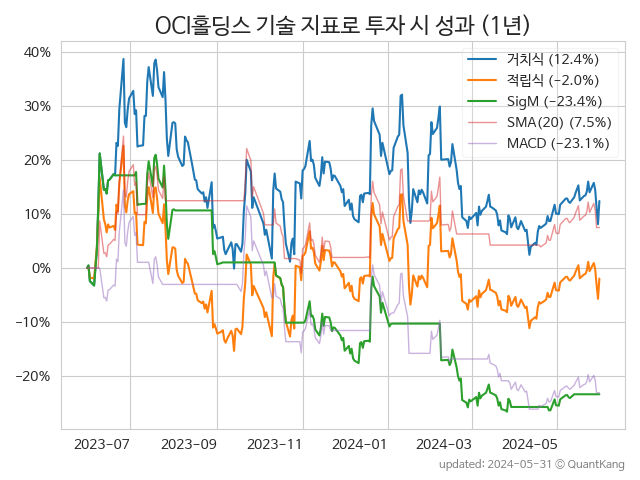 OCI홀딩스 기술 지표로 투자 시 성과 (1년)
거치식 (12.4%)
적립식 (−2.0%)
SigM (−23.4%)
SMA(20) (7.5%)
MACD (−23.1%)
40%
30%
20%
10%
0%
−10%
−20%
2023−07 2023−09 2023−11 2024−01 2024−03 2024−05
updated: 2024−05−31 © QuantKang